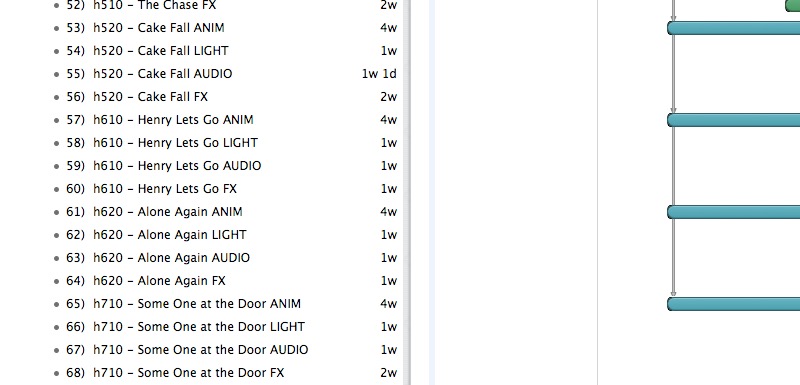 52) h510 – The Chase FX 2w
53) h520 – Cake Fall ANIM 4w
54) h520 – Cake Fall LIGHT 1w
55) h520 – Cake Fall AUDIO 1w 1d
56) h520 – Cake Fall FX 2w
57) h610 – Henry Lets Go ANIM 4w
58) h610 – Henry Lets Go LIGHT 1w
59) h610 – Henry Lets Go AUDIO 1w
60) h610 – Henry Lets Go FX 1w
61) h620 – Alone Again ANIM 4w
62) h620 – Alone Again LIGHT 1w
63) h620 – Alone Again AUDIO 1w
64) h620 – Alone Again FX 1w
65) h710 – Some One at the Door ANIM 4w
66) h710 – Some One at the Door LIGHT 1w
67) h710 – Some One at the Door AUDIO 1w
68) h710 – Some One at the Door FX 2w